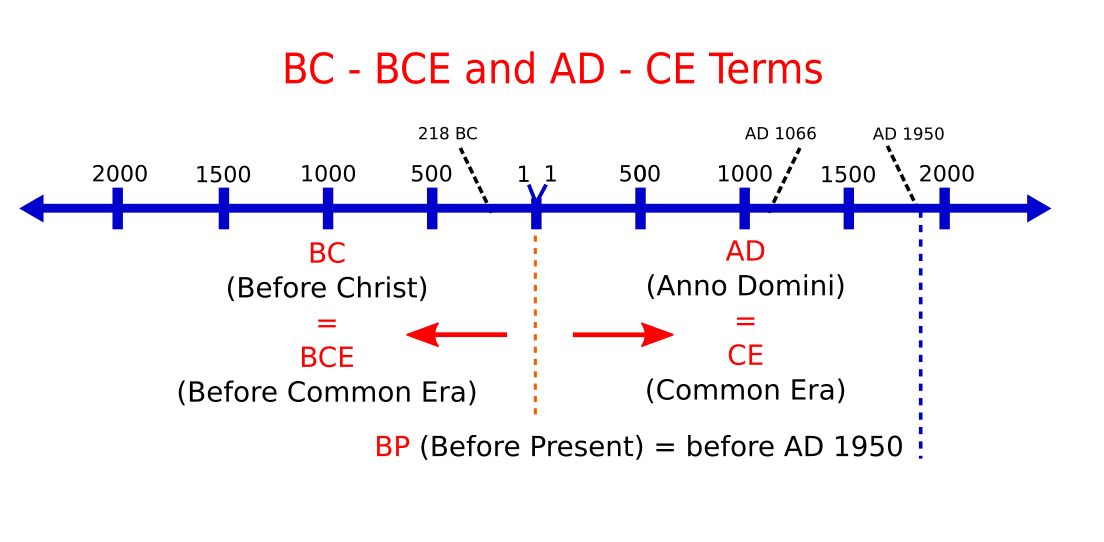 BC - BCE and AD - CE Terms
218 BC AD 1066 AD 1950
2000 1500 1000 500 1 1 500 1000 1500 2000
BC
(Before Christ)
=
BCE
(Before Common Era)
AD
(Anno Domini)
=
CE
(Common Era)
BP (Before Present) = before AD 1950